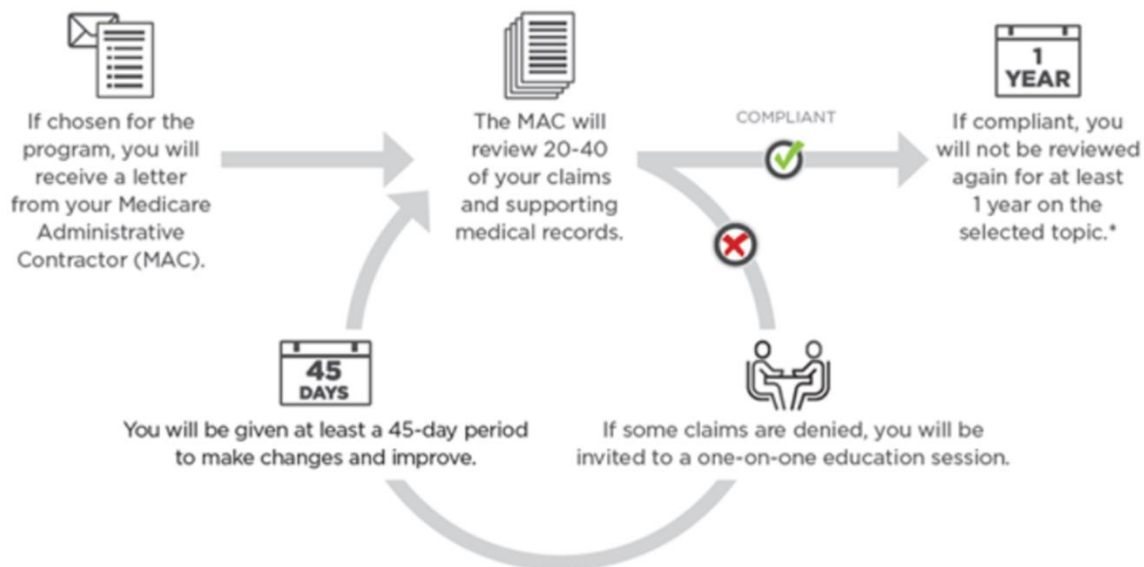 If chosen for the
program, you will
receive a letter
from your Medicare
Administrative
Contractor (MAC).
The MAC will
review 20-40
of your claims
and supporting
medical records.
COMPLIANT
1
YEAR
If compliant, you
will not be reviewed
again for at least
1 year on the
selected topic.*
45
DAYS
You will be given at least a 45-day period
to make changes and improve.
If some claims are denied, you will be
invited to a one-on-one education session.